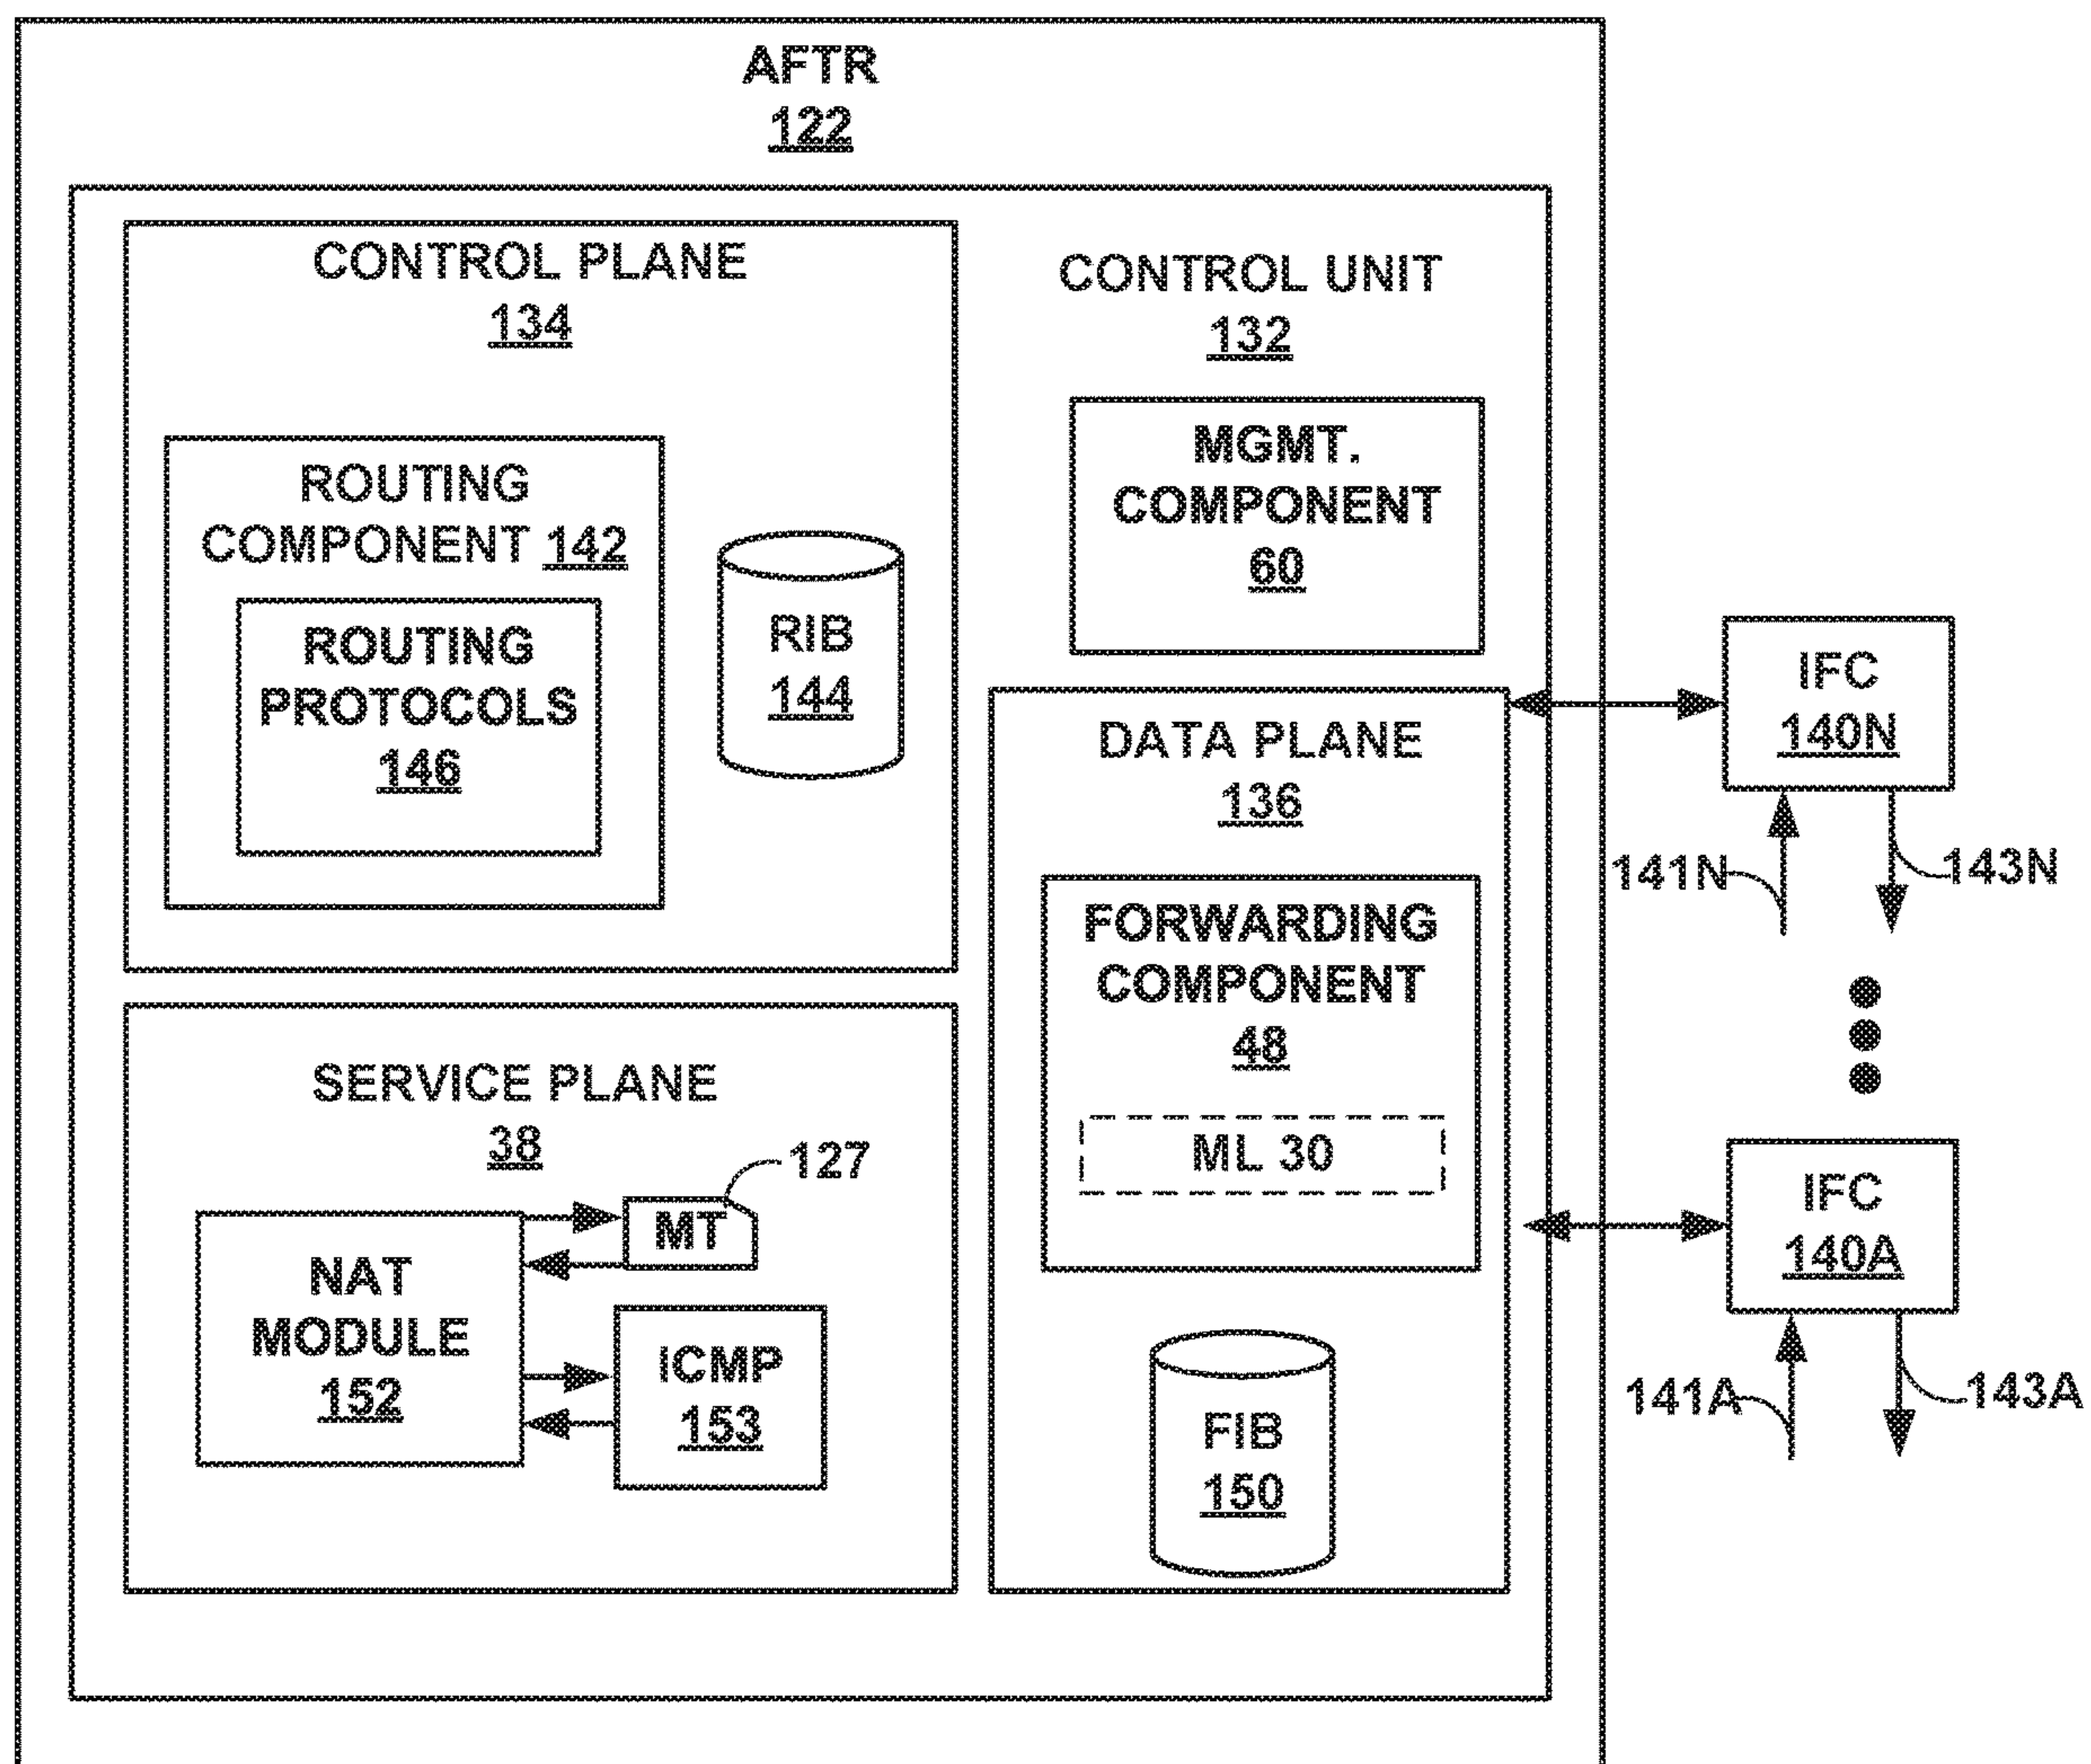 AFTR
122
CONTROL PLANE
134
ROUTING
COMPONENT 142
ROUTING
PROTOCOLS
146
RIB
144
CONTROL UNIT
132
MGMT.
COMPONENT
60
DATA PLANE
136
FORWARDING
COMPONENT
48
ML 30
FIB
150
SERVICE PLANE
38
127
MT
NAT
MODULE
152
ICMP
153
IFC
140N
141N
143N
IFC
140A
141A
143A